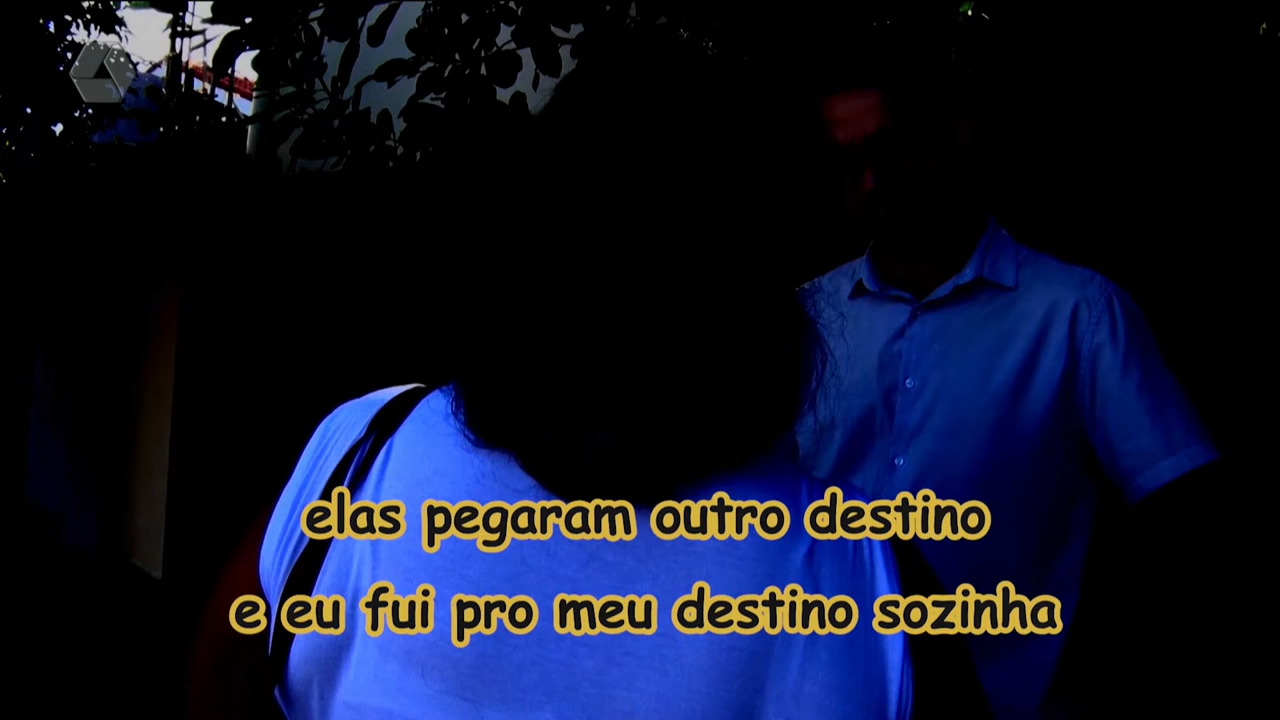 elas pegaram outro destino
e eu fui pro meu destino sozinha